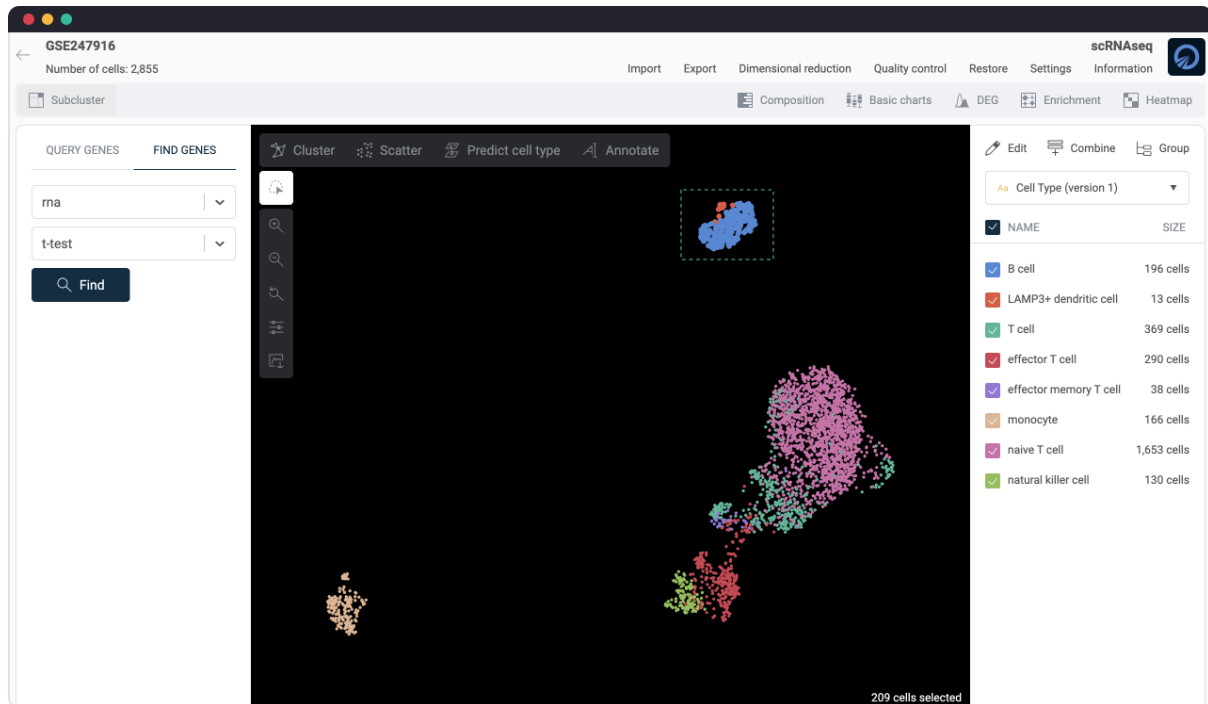 GSE247916
Number of cells: 2,855
scRNAseq
Import Export Dimensional reduction Quality control Restore Settings Information
Subcluster
Composition Basic charts DEG Enrichment Heatmap
QUERY GENES FIND GENES
rna
t-test
Find
Cluster Scatter Predict cell type Annotate
209 cells selected
Edit Combine Group
Aa Cell Type (version 1)
NAME SIZE
B cell 196 cells
LAMP3+ dendritic cell 13 cells
T cell 369 cells
effector T cell 290 cells
effector memory T cell 38 cells
monocyte 166 cells
naive T cell 1,653 cells
natural killer cell 130 cells